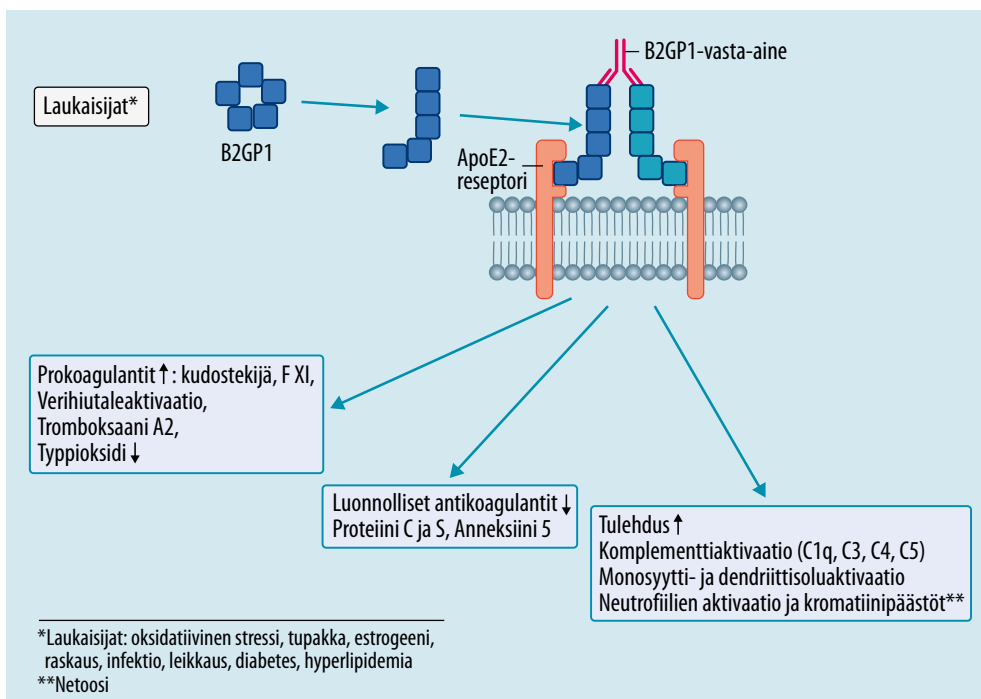 Laukaisijat*
B2GP1
B2GP1-vasta-aine
ApoE2-
reseptori
Prokoagulantit ↑: kudostekijä, F XI,
Verihiutaleaktivaatio,
Tromboksaani A2,
Typpioksidi ↓
Luonnolliset antikoagulantit ↓
Proteiini C ja S, Anneksiini 5
Tulehdus ↑
Komplementtiaktivaatio (C1q, C3, C4, C5)
Monosyytti- ja dendriittisoluaktivaatio
Neutrofiilien aktivaatio ja kromatiinipäästöt**
*Laukaisijat: oksidatiivinen stressi, tupakka, estrogeeni,
raskaus, infektio, leikkaus, diabetes, hyperlipidemia
**Netoosi